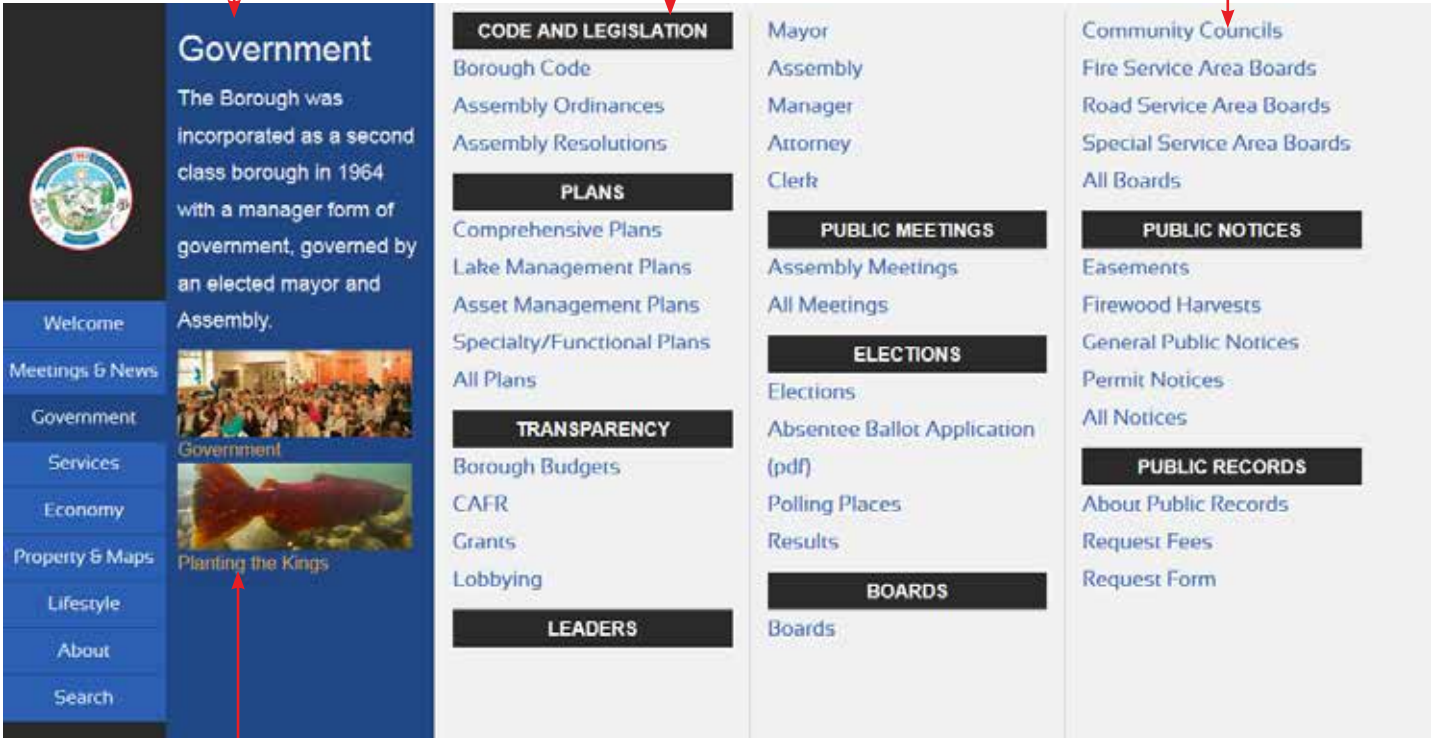 Welcome
Meetings & News
Government
Services
Economy
Property & Maps
Lifestyle
About
Search
Government
The Borough was
incorporated as a second
class borough in 1964
with a manager form of
government, governed by
an elected mayor and
Assembly.
Government
Planting the Kings
CODE AND LEGISLATION
Borough Code
Assembly Ordinances
Assembly Resolutions
PLANS
Comprehensive Plans
Lake Management Plans
Asset Management Plans
Specialty/Functional Plans
All Plans
TRANSPARENCY
Borough Budgets
CAFR
Grants
Lobbying
LEADERS
Mayor
Assembly
Manager
Attorney
Clerk
PUBLIC MEETINGS
Assembly Meetings
All Meetings
ELECTIONS
Elections
Absentee Ballot Application
(pdf)
Polling Places
Results
BOARDS
Boards
Community Councils
Fire Service Area Boards
Road Service Area Boards
Special Service Area Boards
All Boards
PUBLIC NOTICES
Easements
Firewood Harvests
General Public Notices
Permit Notices
All Notices
PUBLIC RECORDS
About Public Records
Request Fees
Request Form